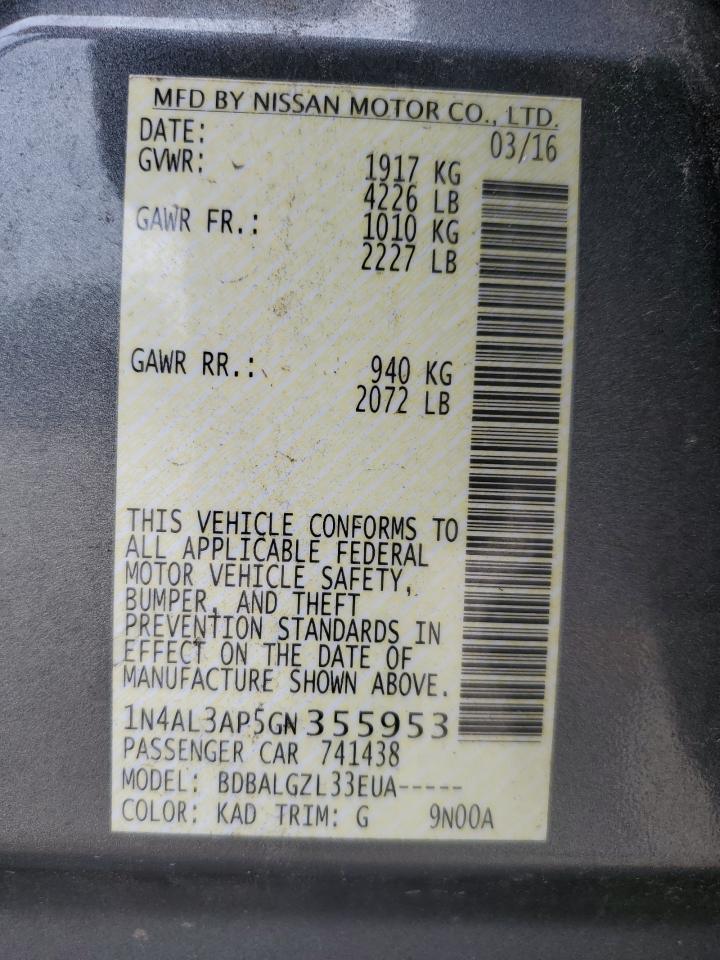 MFD BY NISSAN MOTOR CO., LTD.
DATE: 03/16
GVWR: 1917 KG
4226 LB
GAWR FR.: 1010 KG
2227 LB
GAWR RR.: 940 KG
2072 LB
THIS VEHICLE CONFORMS TO
ALL APPLICABLE FEDERAL
MOTOR VEHICLE SAFETY,
BUMPER, AND THEFT
PREVENTION STANDARDS IN
EFFECT ON THE DATE OF
MANUFACTURE SHOWN ABOVE.
1N4AL3AP5GN355953
PASSENGER CAR 741438
MODEL: BDBALGZL33EUA-----
COLOR: KAD TRIM: G 9N00A